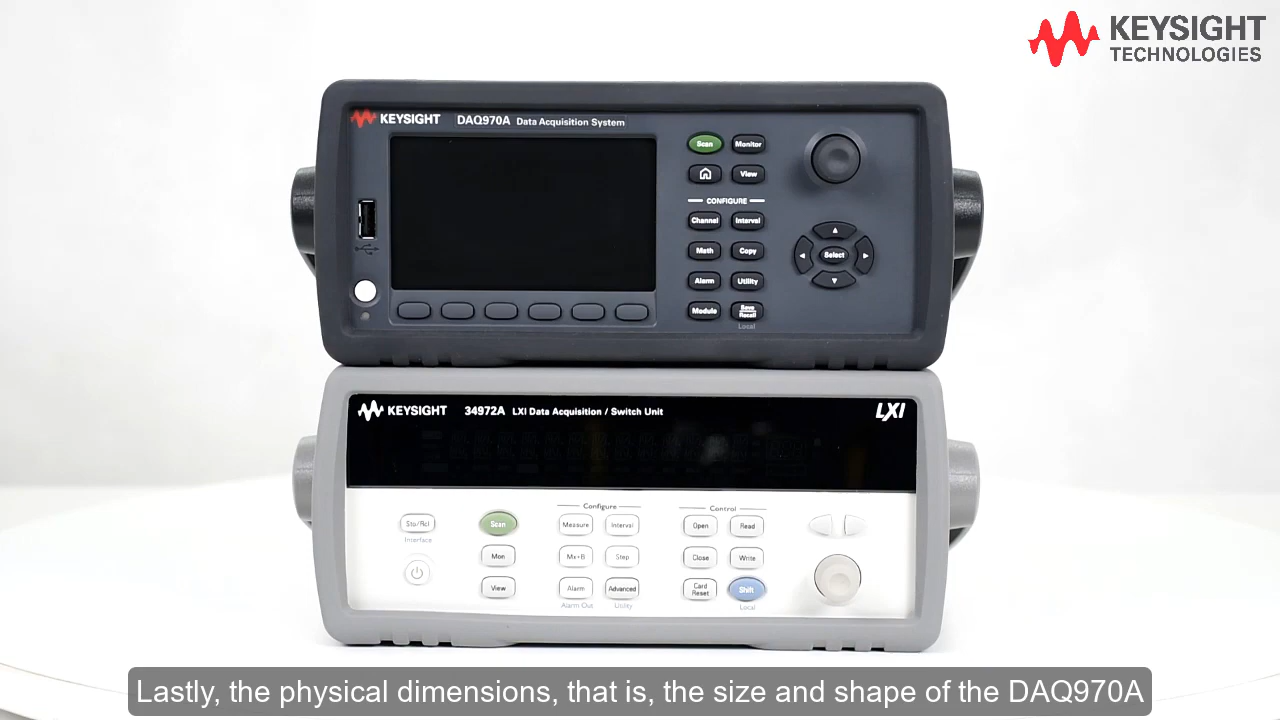 KEYSIGHT
TECHNOLOGIES
KEYSIGHT DAQ970A Data Acquisition System
Scan Monitor
View
CONFIGURE
Channel Interval
Math Copy
Alarm Utility
Module Save Recall
Local
KEYSIGHT 34972A LXI Data Acquisition / Switch Unit LXI
Configure Control
Sto/Rcl Scan Measure Interval Open Read
Interface
Mon Mx+B Step Close Write
View Alarm Advanced Card Reset Shift
Alarm Out Utility Local
Lastly, the physical dimensions, that is, the size and shape of the DAQ970A